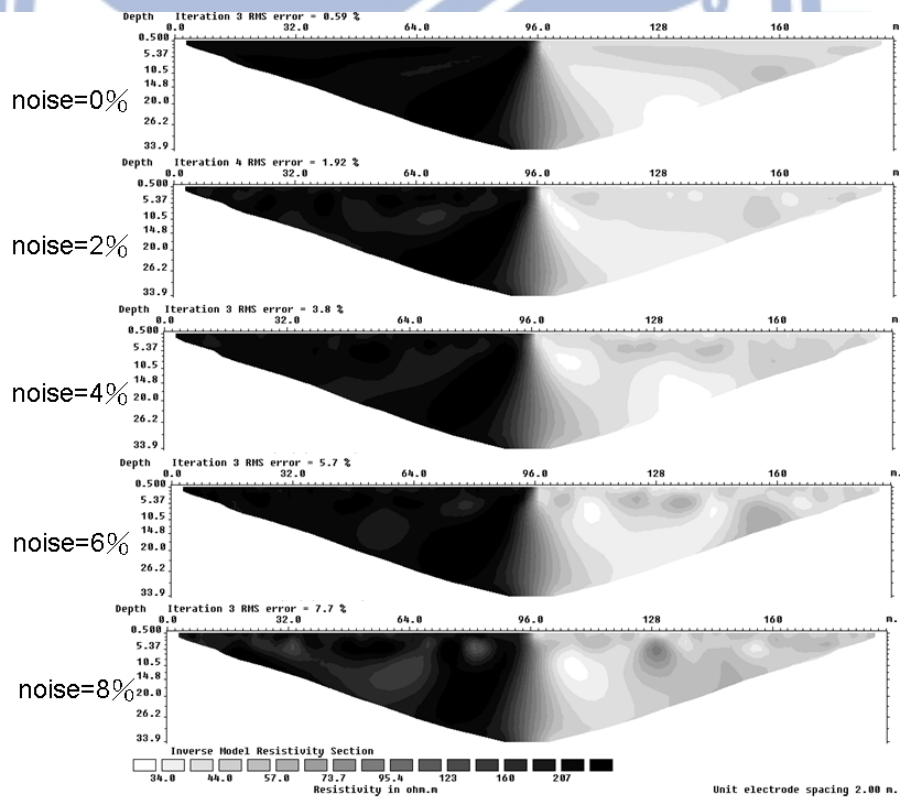 Depth Iteration 3 RMS error = 0.59 %
0.0 32.0 64.0 96.0 128 160 m.
0.500
5.37
10.5
14.8
20.0
26.2
33.9
noise=0%
Depth Iteration 4 RMS error = 1.92 %
0.0 32.0 64.0 96.0 128 160 m.
0.500
5.37
10.5
20.0
26.2
33.9
noise=2%
Depth Iteration 3 RMS error = 3.8 %
0.0 32.0 64.0 96.0 128 160 m.
0.500
5.37
10.5
14.8
20.0
26.2
33.9
noise=4%
Depth Iteration 3 RMS error = 5.7 %
0.0 32.0 64.0 96.0 128 160 m.
0.500
5.37
10.5
14.8
20.0
26.2
33.9
noise=6%
Depth Iteration 3 RMS error = 7.7 %
0.0 32.0 64.0 96.0 128 160 m.
0.500
5.37
10.5
14.8
20.0
26.2
33.9
noise=8%
Inverse Model Resistivity Section
34.0 44.0 57.0 73.7 95.4 123 160 207
Resistivity in ohm.m
Unit electrode spacing 2.00 m.